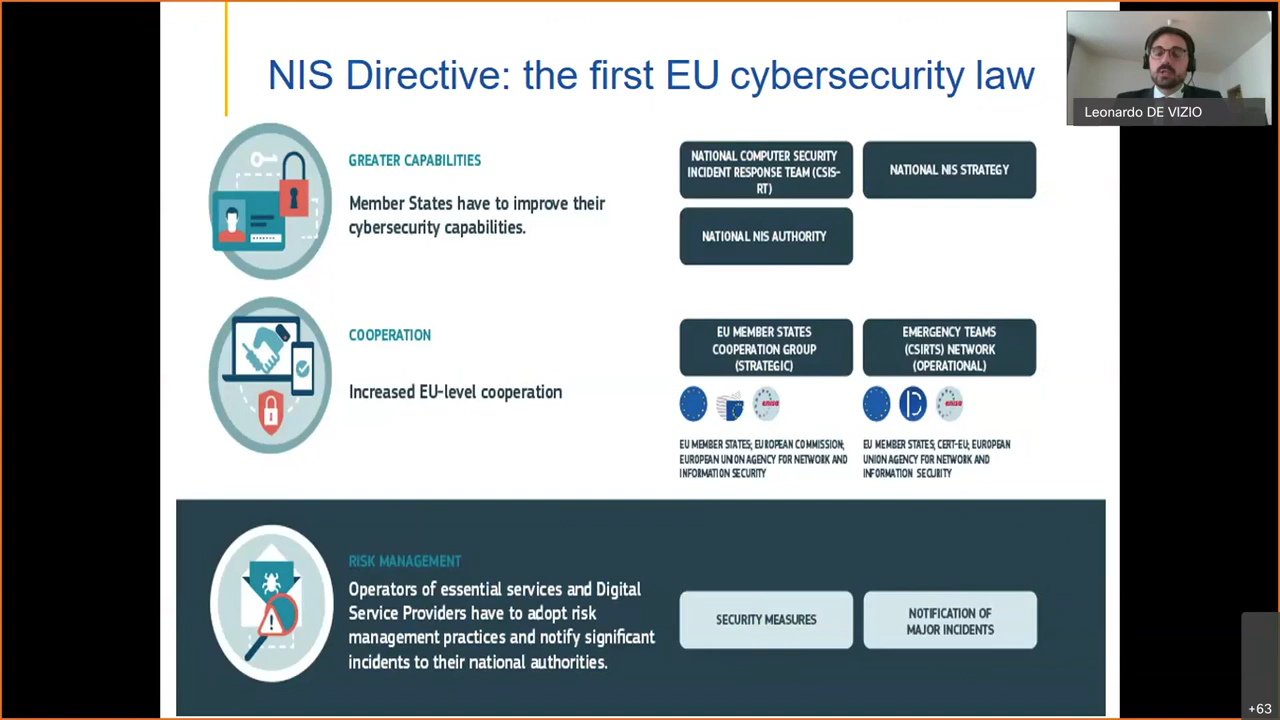 NIS Directive: the first EU cybersecurity law
Leonardo DE VIZIO
GREATER CAPABILITIES
Member States have to improve their
cybersecurity capabilities.
NATIONAL COMPUTER SECURITY
INCIDENT RESPONSE TEAM (CSIS-
RT)
NATIONAL NIS STRATEGY
NATIONAL NIS AUTHORITY
COOPERATION
Increased EU-level cooperation
EU MEMBER STATES
COOPERATION GROUP
(STRATEGIC)
EMERGENCY TEAMS
(CSIRTS) NETWORK
(OPERATIONAL)
enisa
enisa
EU MEMBER STATES, EUROPEAN COMMISSION,
EUROPEAN UNION AGENCY FOR NETWORK AND
INFORMATION SECURITY
EU MEMBER STATES, CERT-EU, EUROPEAN
UNION AGENCY FOR NETWORK AND
INFORMATION SECURITY
RISK MANAGEMENT
Operators of essential services and Digital
Service Providers have to adopt risk
management practices and notify significant
incidents to their national authorities.
SECURITY MEASURES
NOTIFICATION OF
MAJOR INCIDENTS
+63